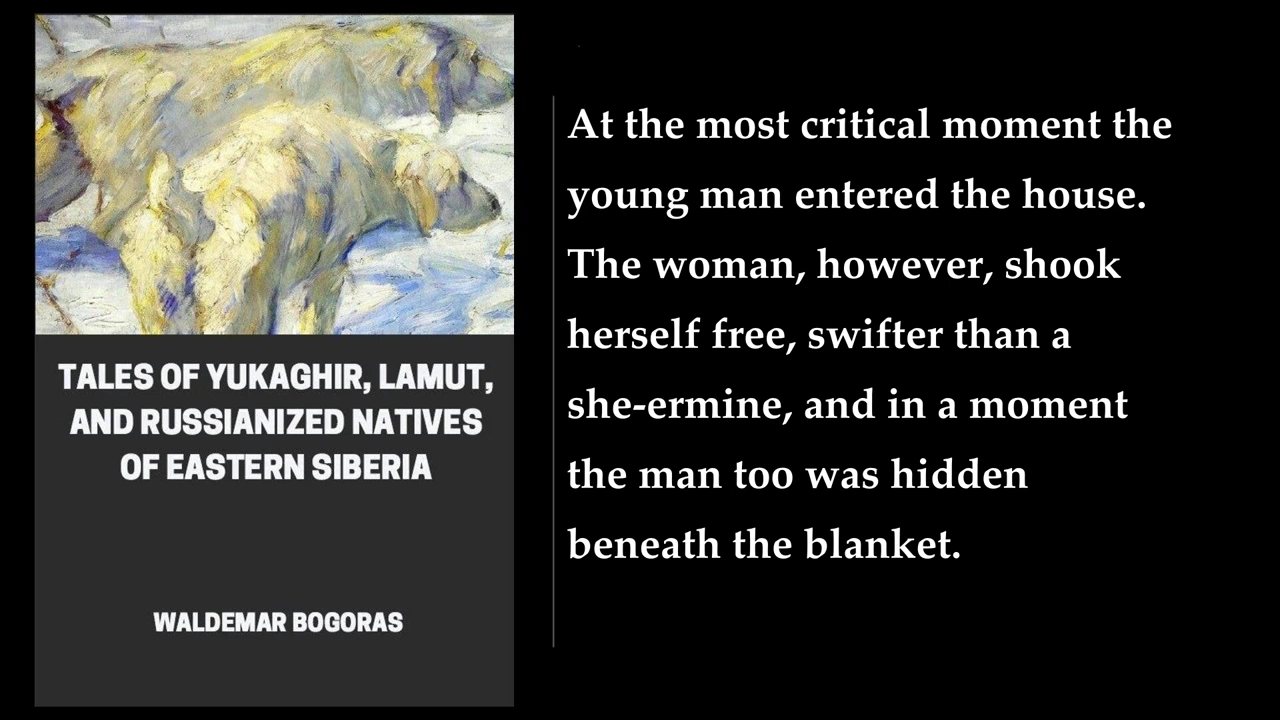 TALES OF YUKAGHIR, LAMUT,
AND RUSSIANIZED NATIVES
OF EASTERN SIBERIA
WALDEMAR BOGORAS
At the most critical moment the
young man entered the house.
The woman, however, shook
herself free, swifter than a
she-ermine, and in a moment
the man too was hidden
beneath the blanket.